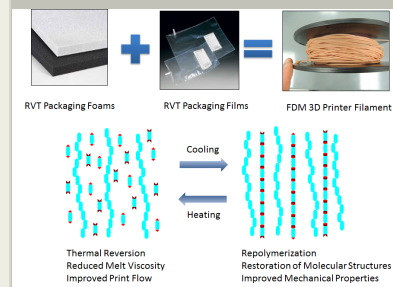 RVT Packaging Foams
RVT Packaging Films
FDM 3D Printer Filament
Cooling
Heating
Thermal Reversion
Reduced Melt Viscosity
Improved Print Flow
Repolymerization
Restoration of Molecular Structures
Improved Mechanical Properties